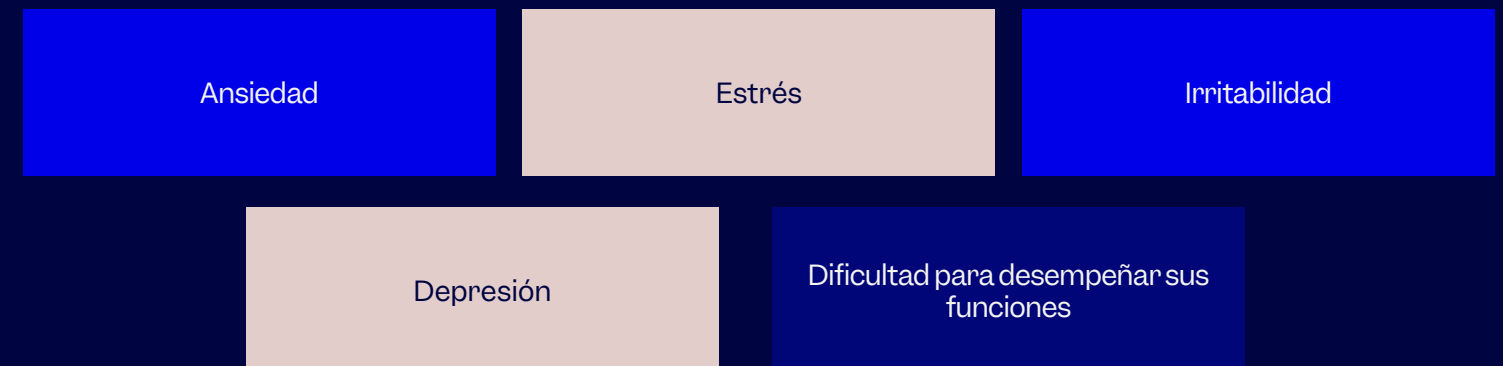 Ansiedad
Estrés
Irritabilidad
Depresión
Dificultad para desempeñar sus
funciones